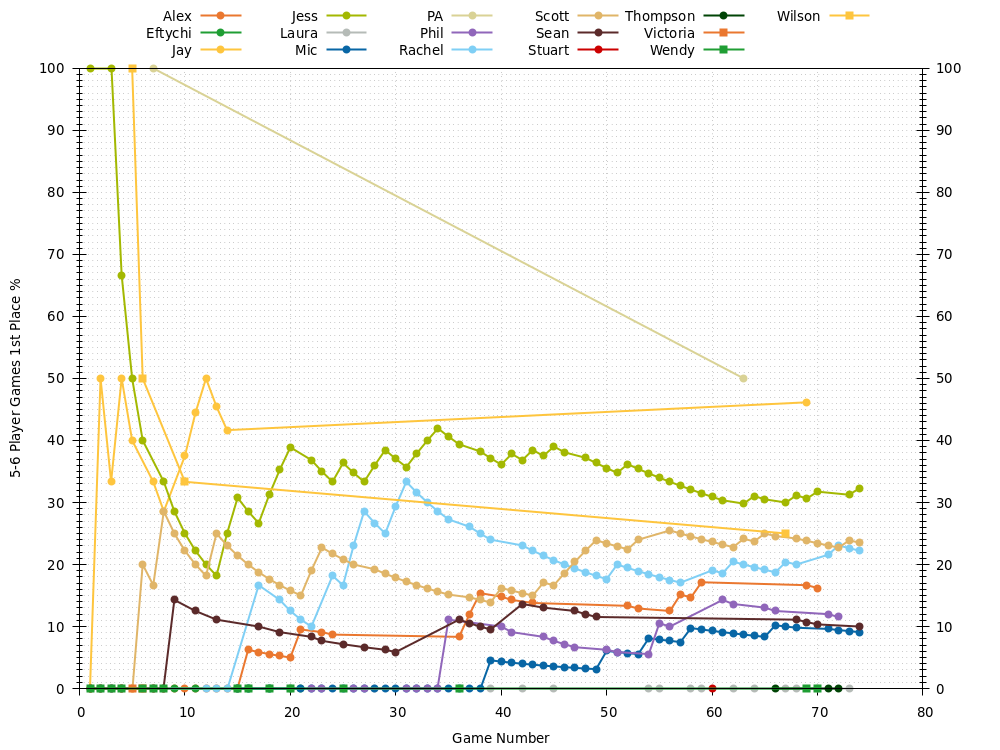 Alex Jess PA Scott Thompson Wilson
Eftychi Laura Phil Sean Victoria
Jay Mic Rachel Stuart Wendy
100 100
90 90
80 80
70 70
60 60
50 50
40 40
30 30
20 20
10 10
0 0
0 10 20 30 40 50 60 70 80
5-6 Player Games 1st Place %
Game Number